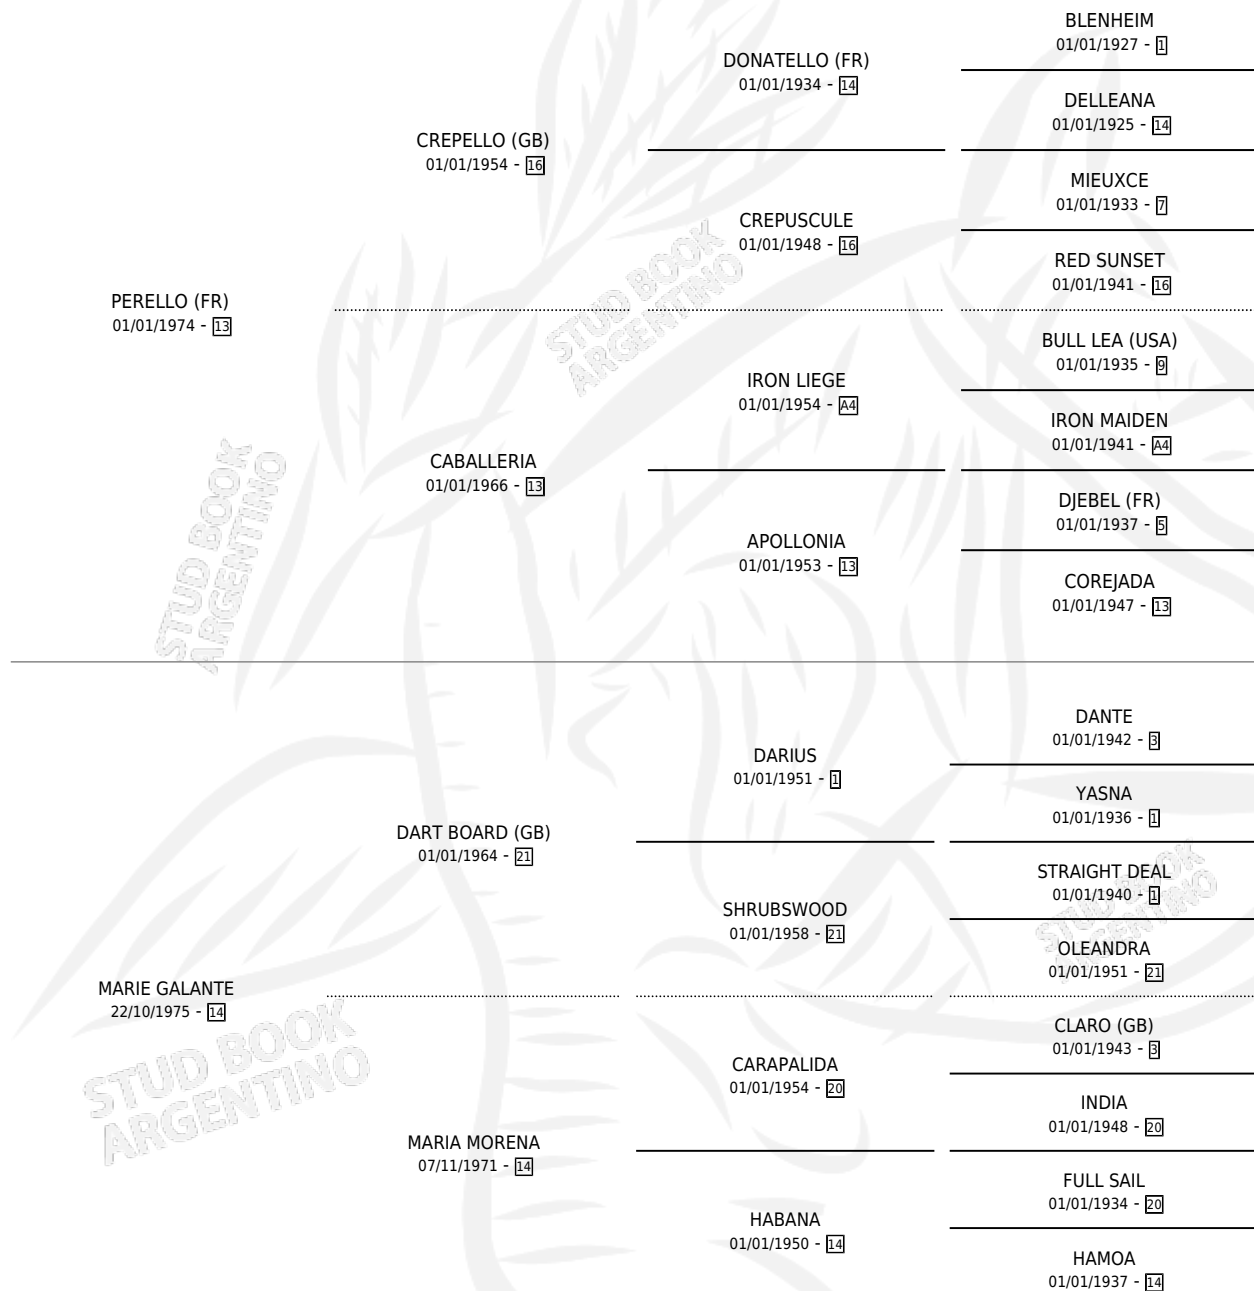 BLENHEIM
01/01/1927 - 1
DONATELLO (FR)
01/01/1934 - 14
DELLEANA
01/01/1925 - 14
CREPELLO (GB)
01/01/1954 - 16
MIEUXCE
01/01/1933 - 7
CREPUSCULE
01/01/1948 - 16
RED SUNSET
01/01/1941 - 16
PERELLO (FR)
01/01/1974 - 13
STUD BOOK
ARGENTINO
BULL LEA (USA)
01/01/1935 - 9
IRON LIEGE
01/01/1954 - A4
IRON MAIDEN
01/01/1941 - A4
CABALLERIA
01/01/1966 - 13
DJEBEL (FR)
01/01/1937 - 5
APOLLONIA
01/01/1953 - 13
COREJADA
01/01/1947 - 13
STUD BOOK
ARGENTINO
DANTE
01/01/1942 - 3
DARIUS
01/01/1951 - 1
YASNA
01/01/1936 - 1
DART BOARD (GB)
01/01/1964 - 21
STRAIGHT DEAL
01/01/1940 - 1
SHRUBSWOOD
01/01/1958 - 21
OLEANDRA
01/01/1951 - 21
STUD BOOK
ARGENTINO
MARIE GALANTE
22/10/1975 - 14
CLARO (GB)
01/01/1943 - 3
CARAPALIDA
01/01/1954 - 20
INDIA
01/01/1948 - 20
STUD BOOK
ARGENTINO
MARIA MORENA
07/11/1971 - 14
FULL SAIL
01/01/1934 - 20
HABANA
01/01/1950 - 14
HAMOA
01/01/1937 - 14